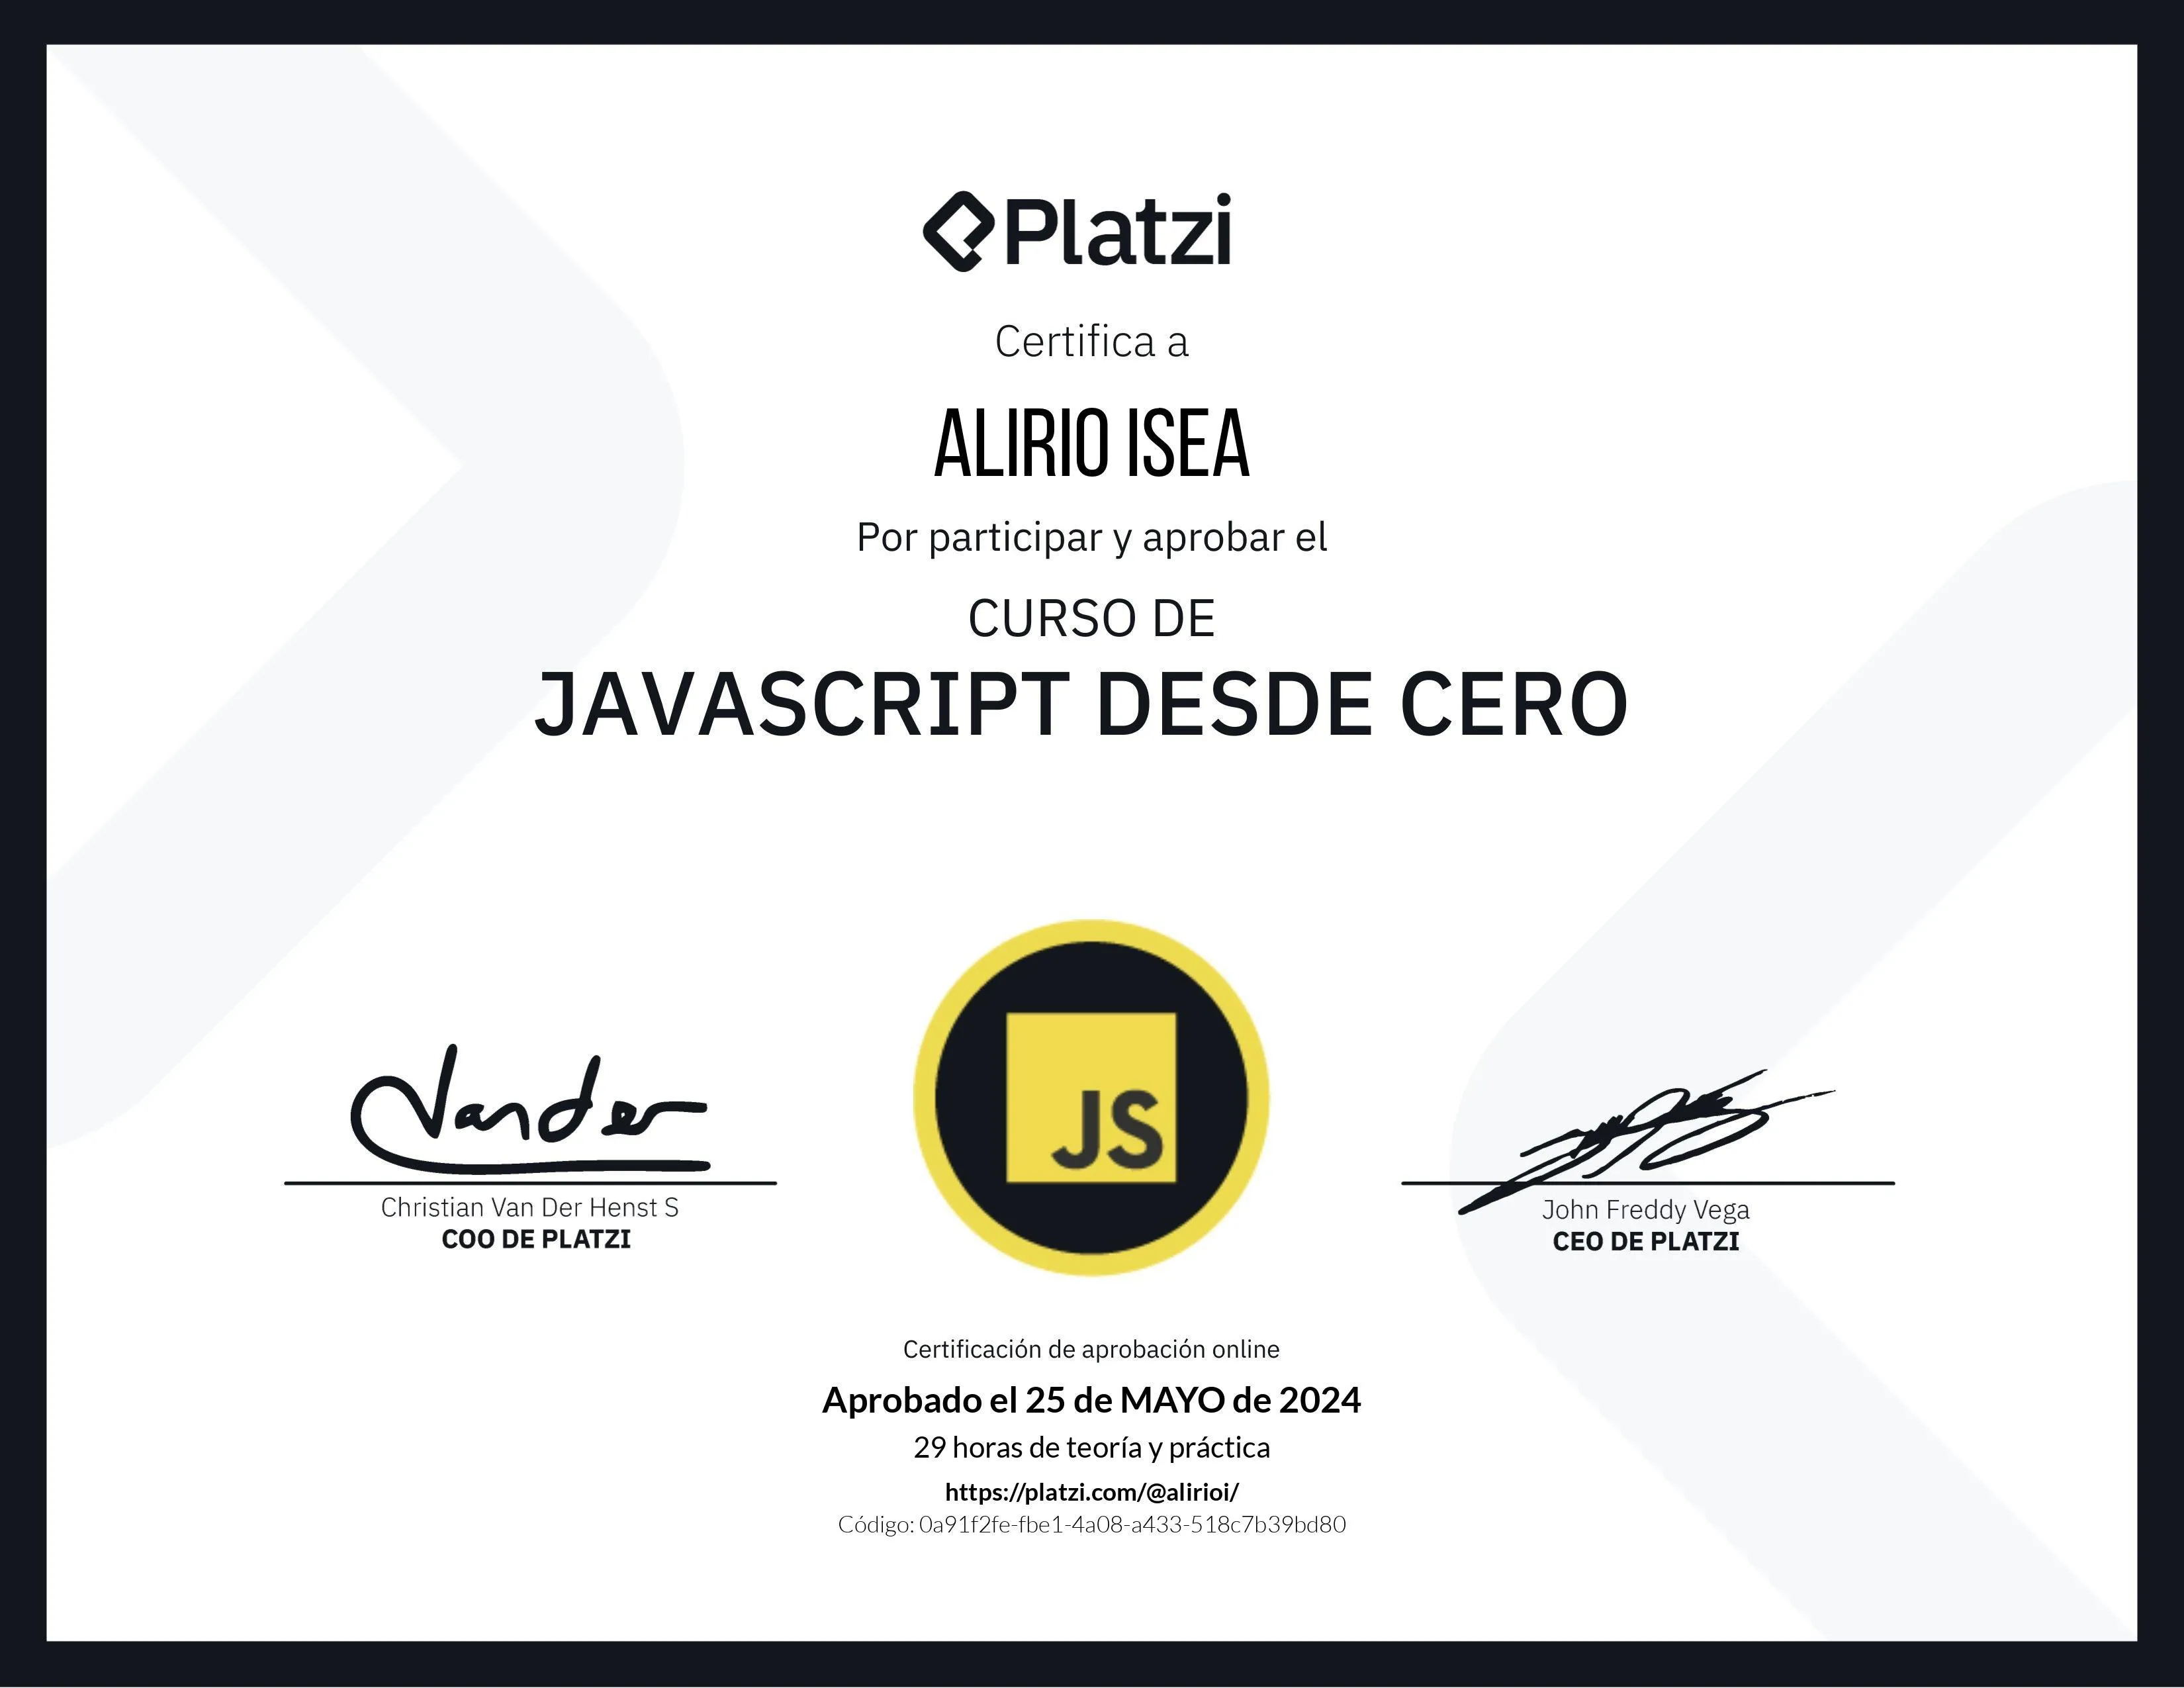 Platzi
Certifica a
ALIRIO ISEA
Por participar y aprobar el
CURSO DE
JAVASCRIPT DESDE CERO
JS
Vander
Christian Van Der Henst S
COO DE PLATZI
John Freddy Vega
CEO DE PLATZI
Certificación de aprobación online
Aprobado el 25 de MAYO de 2024
29 horas de teoría y práctica
https://platzi.com/@alirioi/
Código: 0a91f2fe-fbe1-4a08-a433-518c7b39bd80